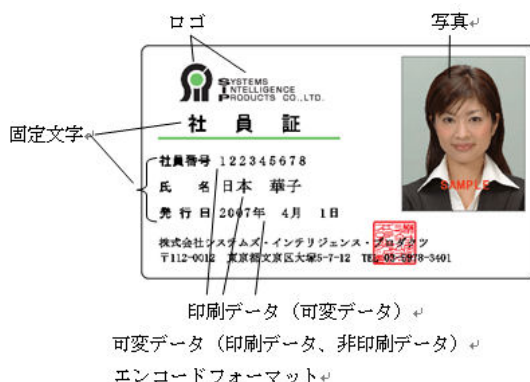 ロゴ
写真
SYSTEMS
INTELLIGENCE
PRODUCTS CO.,LTD.
固定文字
社 員 証
社員番号 122345678
氏 名 日本 華子
発行日 2007年 4月 1日
SAMPLE
株式会社システムズ・インテリジェンス・プロダクツ
〒112-0012 東京都文京区大塚5-7-12 TEL 03-5978-3401
印刷データ(可変データ)
可変データ(印刷データ、非印刷データ)
エンコードフォーマット